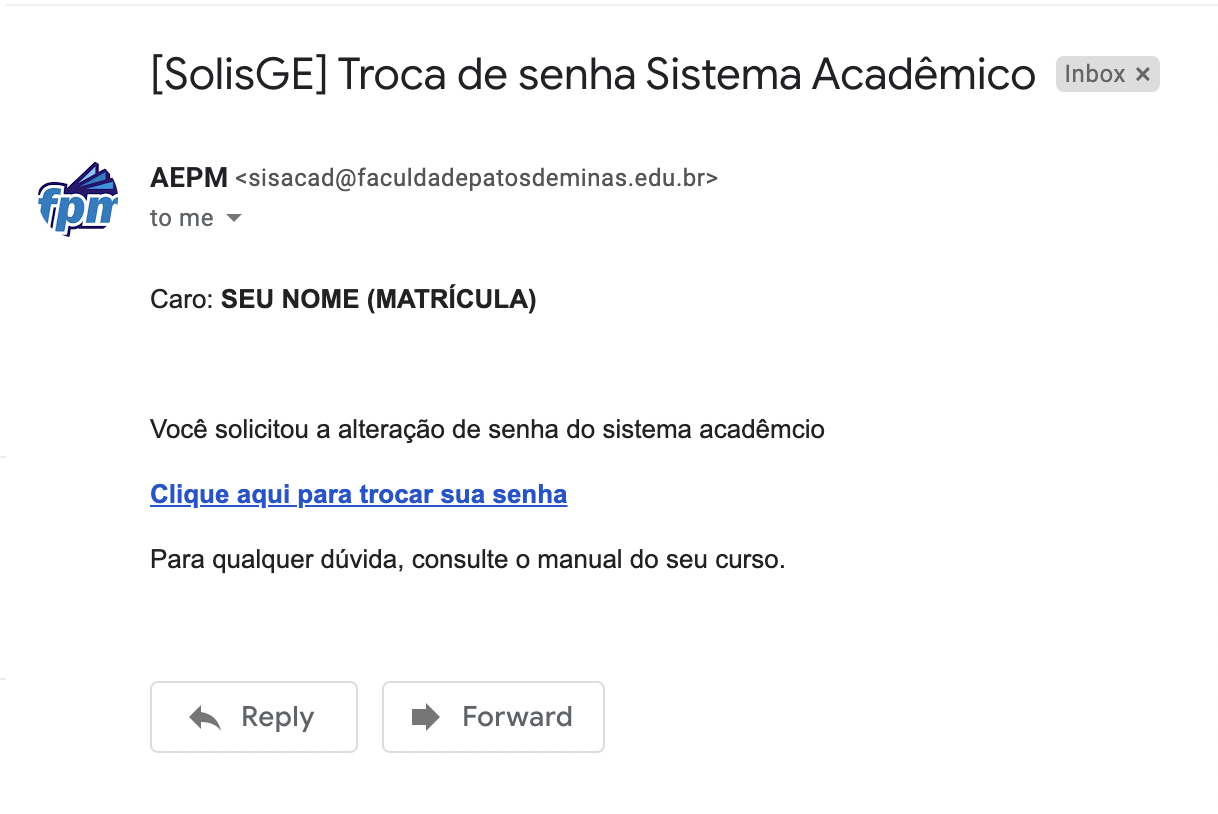 [SolisGE] Troca de senha Sistema Acadêmico Inbox ×
fpm
AEPM <sisacad@faculdadepatosdeminas.edu.br>
to me
Caro: SEU NOME (MATRÍCULA)
Você solicitou a alteração de senha do sistema acadêmcio
Clique aqui para trocar sua senha
Para qualquer dúvida, consulte o manual do seu curso.
Reply Forward